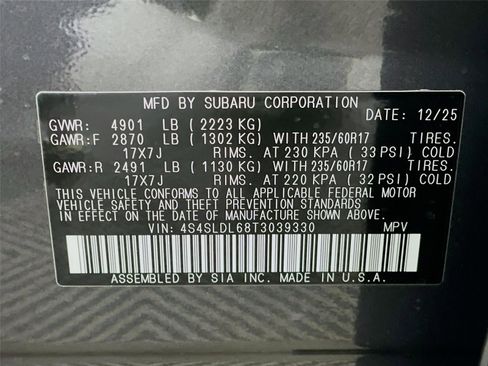 MFD BY SUBARU CORPORATION
GVWR: 4901 LB (2223 KG) DATE: 12/25
GAWR:F 2870 LB (1302 KG) WITH 235/60R17 TIRES.
17X7J RIMS. AT 230 KPA (33 PSI) COLD
GAWR:R 2491 LB (1130 KG) WITH 235/60R17 TIRES.
17X7J RIMS. AT 220 KPA (32 PSI) COLD
THIS VEHICLE CONFORMS TO ALL APPLICABLE FEDERAL MOTOR
VEHICLE SAFETY AND THEFT PREVENTION STANDARDS
IN EFFECT ON THE DATE OF MANUFACTURE SHOWN ABOVE.
VIN: 4S4SLDL68T3039330 MPV
ASSEMBLED BY SIA INC. MADE IN U.S.A.